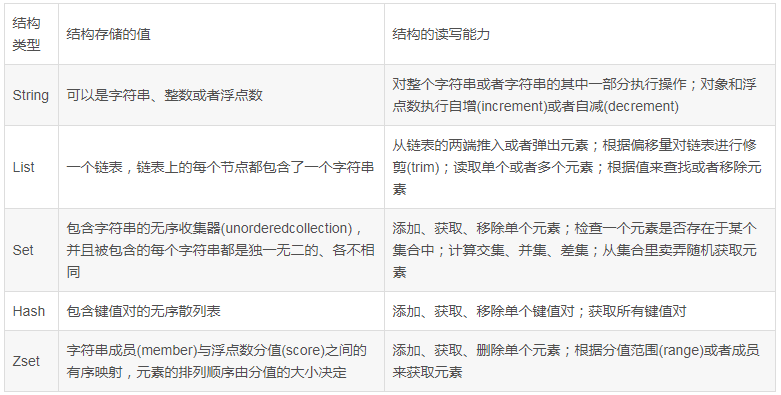 结构
类型
结构存储的值
结构的读写能力
String
可以是字符串、整数或者浮点数
对整个字符串或者字符串的其中一部分执行操作；对象和浮
点数执行自增(increment)或者自减(decrement)
List
一个链表，链表上的每个节点都包含了一个字符串
从链表的两端推入或者弹出元素；根据偏移量对链表进行修
剪(trim)；读取单个或者多个元素；根据值来查找或者移除元
素
Set
包含字符串的无序收集器(unorderedcollection)，
并且被包含的每个字符串都是独一无二的、各不相
同
添加、获取、移除单个元素；检查一个元素是否存在于某个
集合中；计算交集、并集、差集；从集合里卖弄随机获取元
素
Hash
包含键值对的无序散列表
添加、获取、移除单个键值对；获取所有键值对
Zset
字符串成员(member)与浮点数分值(score)之间的
有序映射，元素的排列顺序由分值的大小决定
添加、获取、删除单个元素；根据分值范围(range)或者成员
来获取元素